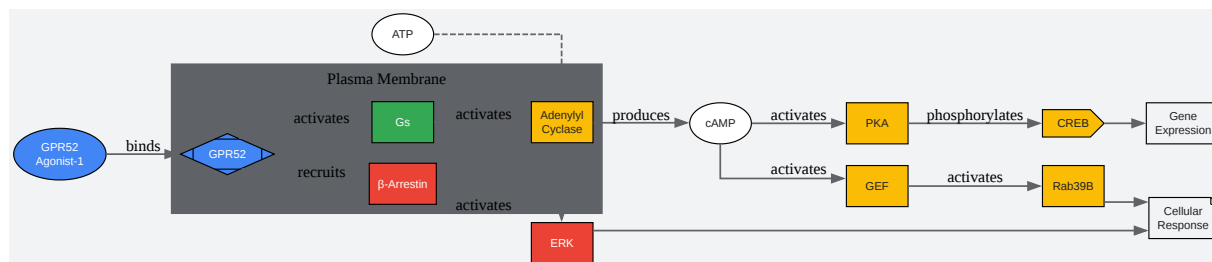 ATP
Plasma Membrane
GPR52
Agonist-1
binds
GPR52
activates
Gs
activates
Adenylyl
Cyclase
produces
cAMP
activates
PKA
phosphorylates
CREB
Gene
Expression
recruits
β-Arrestin
activates
GEF
activates
Rab39B
activates
ERK
Cellular
Response